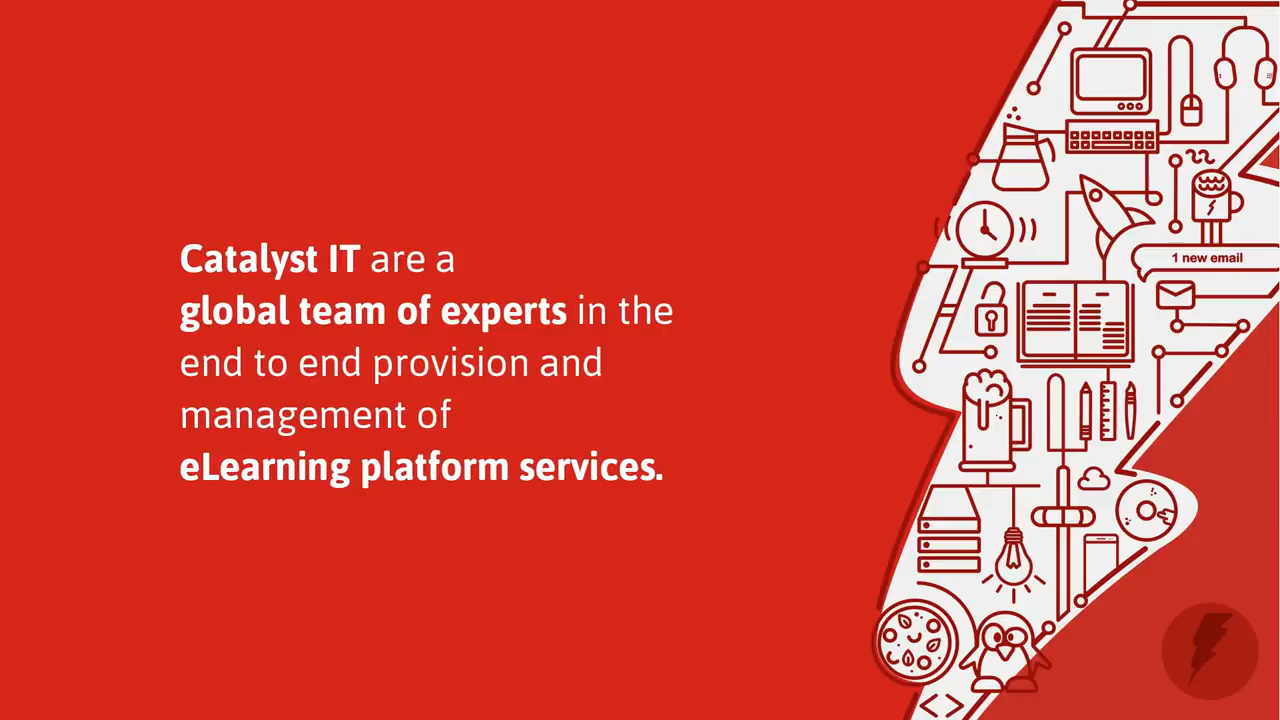 Catalyst IT are a
global team of experts in the
end to end provision and
management of
eLearning platform services.
1 new email